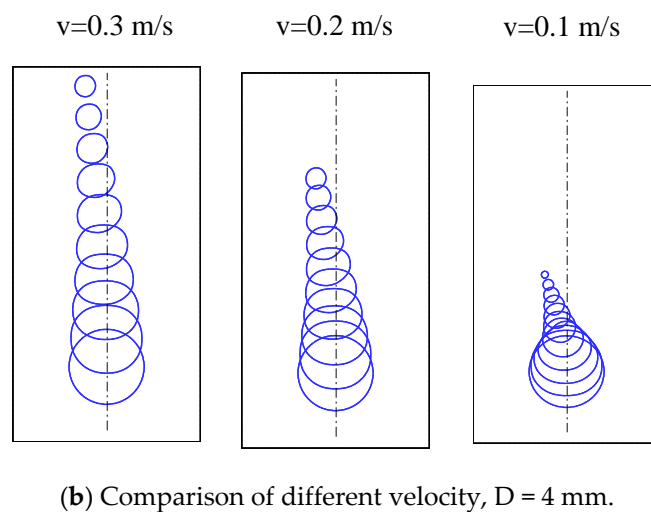 v=0.3 m/s v=0.2 m/s v=0.1 m/s
(b) Comparison of different velocity, D = 4 mm.